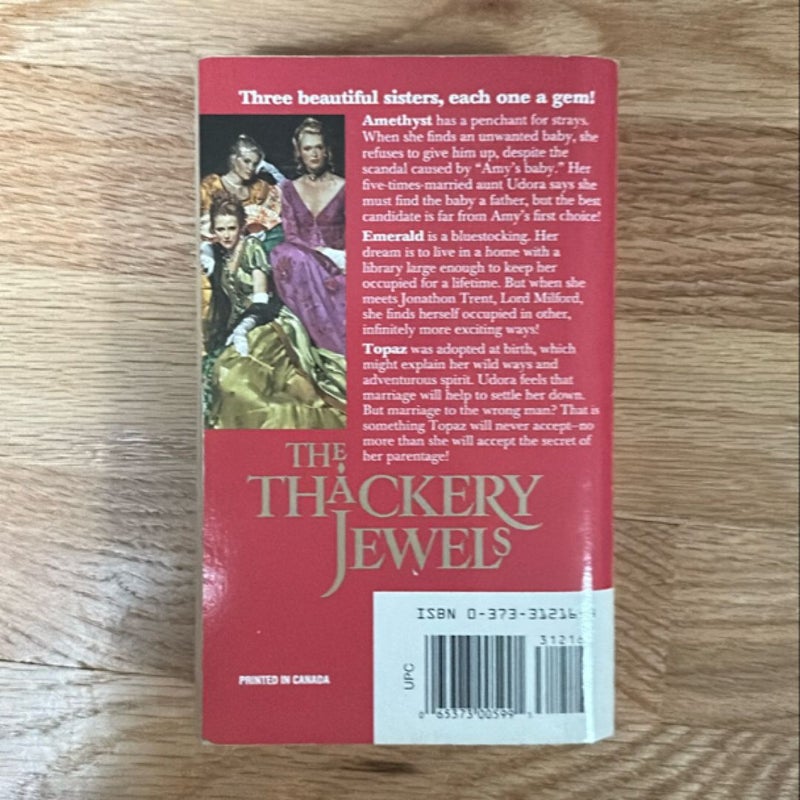 Three beautiful sisters, each one a gem!
Amethyst has a penchant for strays.
When she finds an unwanted baby, she
refuses to give him up, despite the
scandal caused by "Amy's baby." Her
five-times-married aunt Udora says she
must find the baby a father, but the best
candidate is far from Amy's first choice!
Emerald is a bluestocking. Her
dream is to live in a home with a
library large enough to keep her
occupied for a lifetime. But when she
meets Jonathon Trent, Lord Milford,
she finds herself occupied in other,
infinitely more exciting ways!
Topaz was adopted at birth, which
might explain her wild ways and
adventurous spirit. Udora feels that
marriage will help to settle her down.
But marriage to the wrong man? That is
something Topaz will never accept—no
more than she will accept the secret of
her parentage!
THE
THACKERY
JEWELS
ISBN 0-373-31216-
31216
UPC
0 65373 00599 1
PRINTED IN CANADA